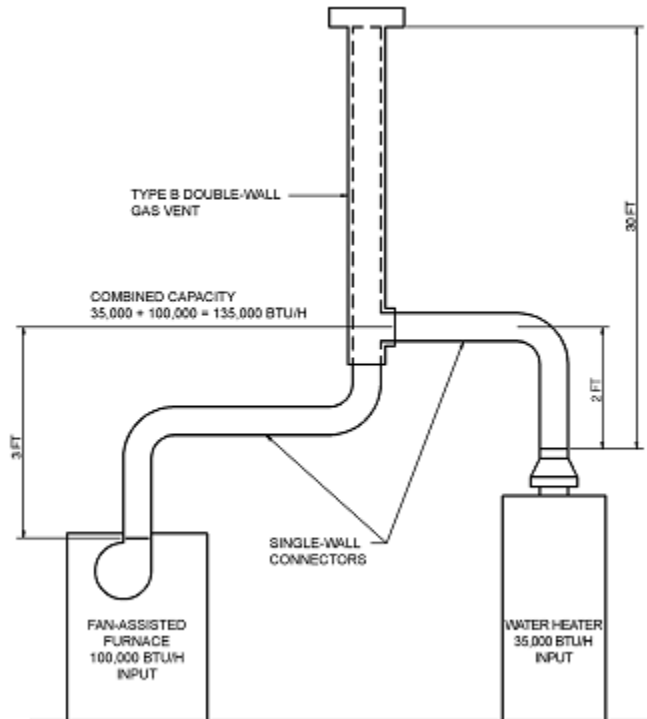 TYPE B DOUBLE-WALL
GAS VENT
30 FT
COMBINED CAPACITY
35,000 + 100,000 = 135,000 BTU/H
3 FT
2 FT
SINGLE-WALL
CONNECTORS
FAN-ASSISTED
FURNACE
100,000 BTU/H
INPUT
WATER HEATER
35,000 BTU/H
INPUT